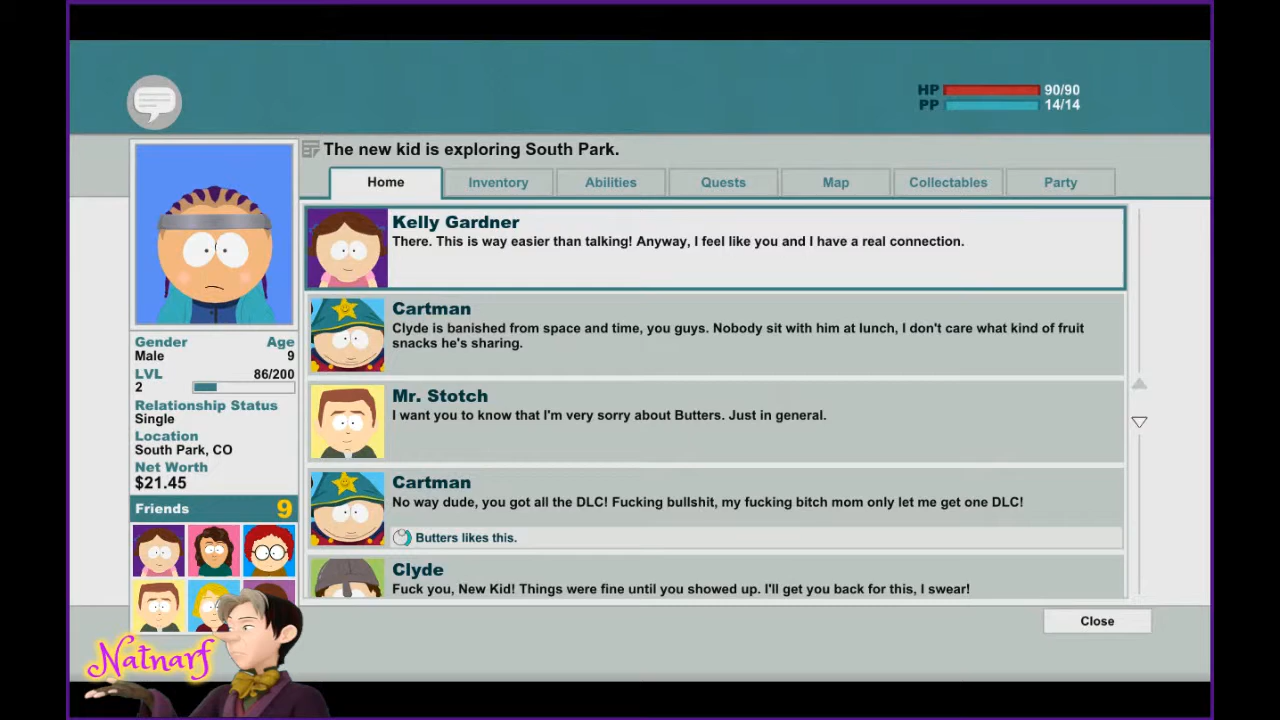 HP 90/90
PP 14/14
The new kid is exploring South Park.
Home Inventory Abilities Quests Map Collectables Party
Kelly Gardner
There. This is way easier than talking! Anyway, I feel like you and I have a real connection.
Cartman
Clyde is banished from space and time, you guys. Nobody sit with him at lunch, I don't care what kind of fruit
snacks he's sharing.
Mr. Stotch
I want you to know that I'm very sorry about Butters. Just in general.
Cartman
No way dude, you got all the DLC! Fucking bullshit, my fucking bitch mom only let me get one DLC!
Butters likes this.
Clyde
Fuck you, New Kid! Things were fine until you showed up. I'll get you back for this, I swear!
Gender Age
Male 9
LVL 86/200
2
Relationship Status
Single
Location
South Park, CO
Net Worth
$21.45
Friends 9
Natnarf
Close